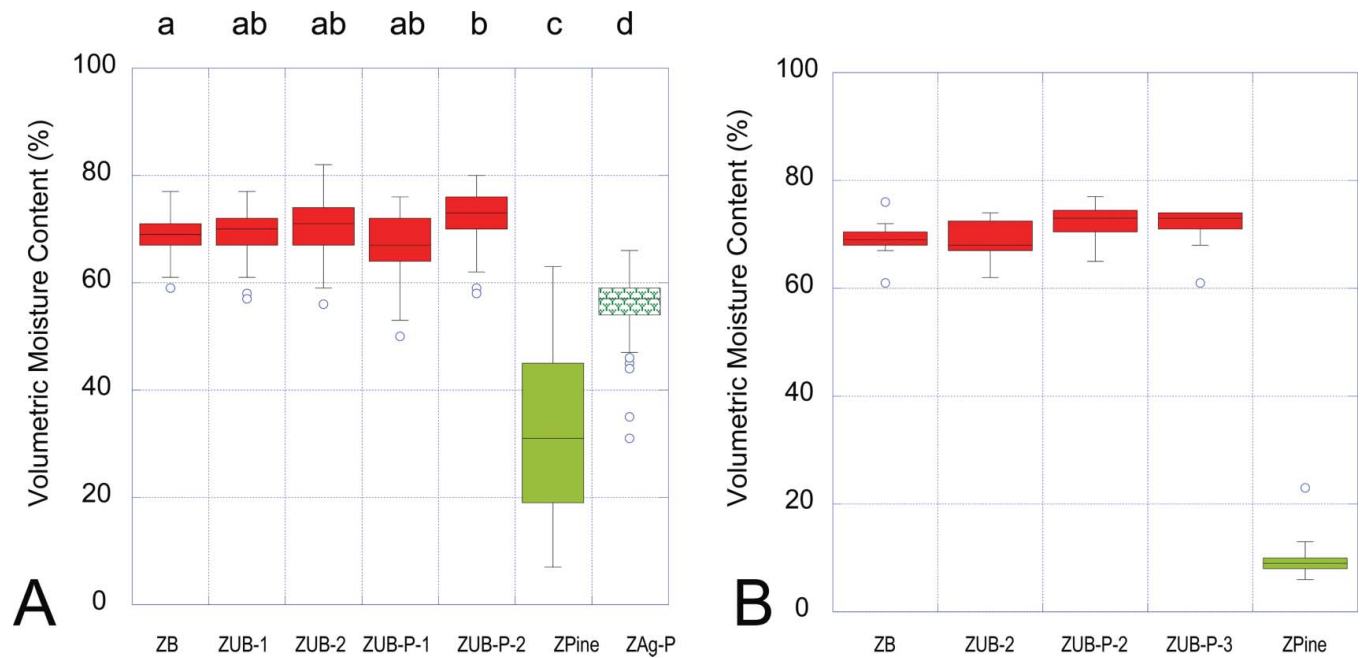 a ab ab ab b c d
Volumetric Moisture Content (%)
100
80
60
40
20
0
A
ZB ZUB-1 ZUB-2 ZUB-P-1 ZUB-P-2 ZPine ZAg-P
Volumetric Moisture Content (%)
100
80
60
40
20
0
B
ZB ZUB-2 ZUB-P-2 ZUB-P-3 ZPine